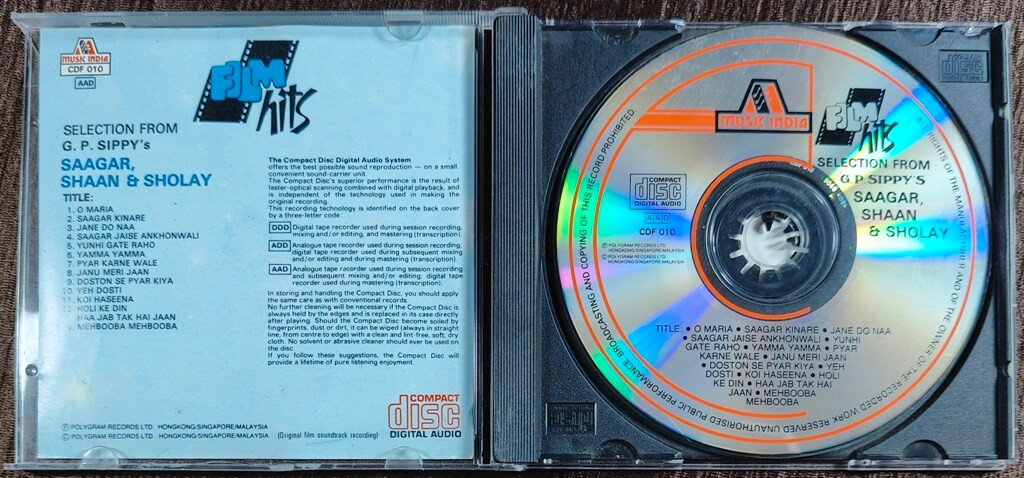 MUSIC INDIA
CDF 010
AAD
FILM
hits
SELECTION FROM
G. P. SIPPY's
SAAGAR,
SHAAN & SHOLAY
TITLE:
1. O MARIA
2. SAAGAR KINARE
3. JANE DO NAA
4. SAAGAR JAISE ANKHONWALI
5. YUNHI GATE RAHO
6. YAMMA YAMMA
7. PYAR KARNE WALE
8. JANU MERI JAAN
9. DOSTON SE PYAR KIYA
10. YEH DOSTI
11. KOI HASEENA
12. HOLI KE DIN
HAA JAB TAK HAI JAAN
MEHBOOBA MEHBOOBA
The Compact Disc Digital Audio System
offers the best possible sound reproduction — on a small,
convenient sound-carrier unit.
The Compact Disc's superior performance is the result of
laster-optical scanning combined with digital playback, and
is independent of the technology used in making the
original recording.
This recording technology is identified on the back cover
by a three-letter code:
DDD Digital tape recorder used during session recording,
mixing and/or editing, and mastering (transcription).
ADD Analogue tape recorder used during session recording;
digital tape recorder used during subsequent mixing
and/or editing and during mastering (transcription).
AAD Analogue tape recorder used during session recording
and subsequent mixing and/or editing; digital tape
recorder used during mastering (transcription).
In storing and handling the Compact Disc, you should apply
the same care as with conventional records.
No further cleaning will be necessary if the Compact Disc is
always held by the edges and is replaced in its case directly
after playing. Should the Compact Disc become soiled by
fingerprints, dust or dirt, it can be wiped (always in straight
line, from centre to edge) with a clean and lint-free, soft, dry
cloth. No solvent or abrasive cleaner should ever be used on
the disc
If you follow these suggestions, the Compact Disc will
provide a lifetime of pure listening enjoyment.
COMPACT
disc
DIGITAL AUDIO
Ⓟ POLYGRAM RECORDS LTD HONGKONG/SINGAPORE/MALAYSIA
© POLYGRAM RECORDS LTD. HONGKONG/SINGAPORE/MALAYSIA
(Original film soundtrack recording)
MUSIC INDIA
FILM
hits
SELECTION FROM
G P SIPPY'S
SAAGAR,
SHAAN
& SHOLAY
COMPACT
disc
DIGITAL AUDIO
AAD
CDF 010
Ⓟ POLYGRAM RECORDS LTD
HONGKONG/SINGAPORE/MALAYSIA
© POLYGRAM RECORDS LTD.
HONGKONG/SINGAPORE/MALAYSIA
TITLE: • O MARIA • SAAGAR KINARE • JANE DO NAA
• SAAGAR JAISE ANKHONWALI • YUNHI
GATE RAHO • YAMMA YAMMA • PYAR
KARNE WALE • JANU MERI JAAN
• DOSTON SE PYAR KIYA • YEH
DOSTI • KOI HASEENA • HOLI
KE DIN • HAA JAB TAK HAI
JAAN • MEHBOOBA
MEHBOOBA
ALL RIGHTS OF THE MANUFACTURER AND OF THE OWNER OF THE RECORDED WORK RESERVED UNAUTHORISED PUBLIC PERFORMANCE BROADCASTING AND COPYING OF THIS RECORD PROHIBITED